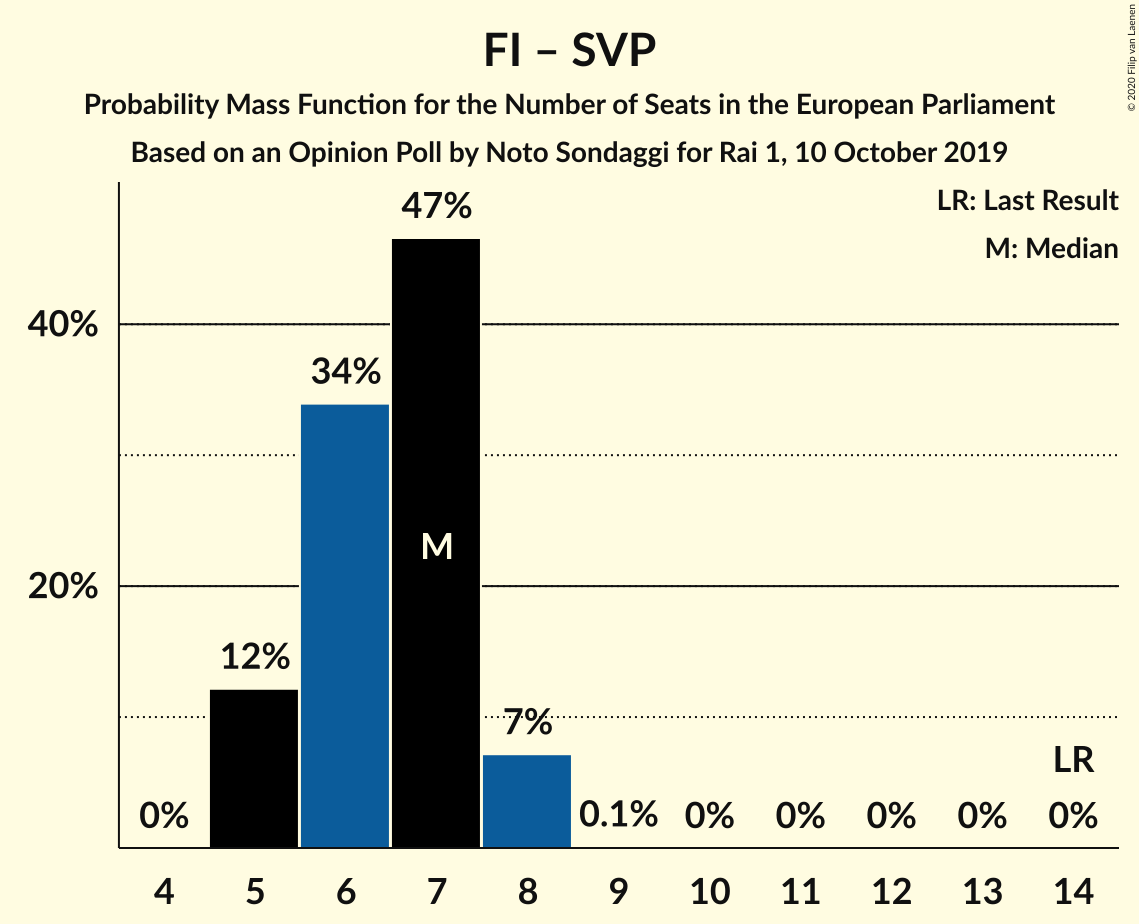 FI – SVP
Probability Mass Function for the Number of Seats in the European Parliament
Based on an Opinion Poll by Noto Sondaggi for Rai 1, 10 October 2019
© 2020 Filip van Laenen
LR: Last Result
M: Median
47%
40%
34%
M
20%
12%
7%
LR
0% 0.1% 0% 0% 0% 0% 0%
4 5 6 7 8 9 10 11 12 13 14